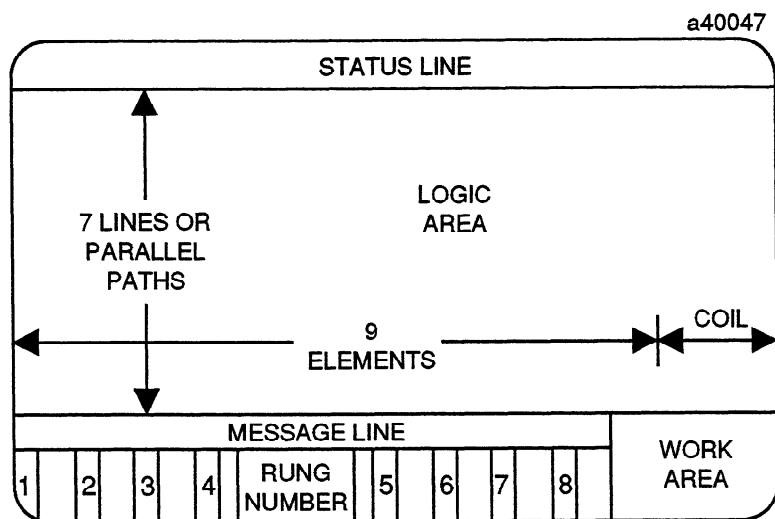 a40047
STATUS LINE
LOGIC
AREA
7 LINES OR
PARALLEL
PATHS
9
ELEMENTS
COIL
MESSAGE LINE
WORK
AREA
1 2 3 4 RUNG NUMBER 5 6 7 8